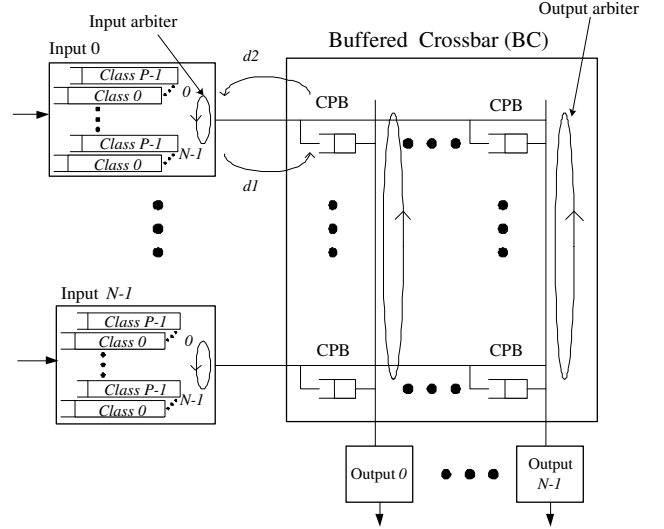 Input arbiter
Output arbiter
Input 0
d2
Buffered Crossbar (BC)
Class P-1
0
Class 0
CPB
CPB
Class P-1
N-1
Class 0
d1
Input N-1
Class P-1
0
Class 0
CPB
CPB
Class P-1
N-1
Class 0
Output 0
Output
N-1